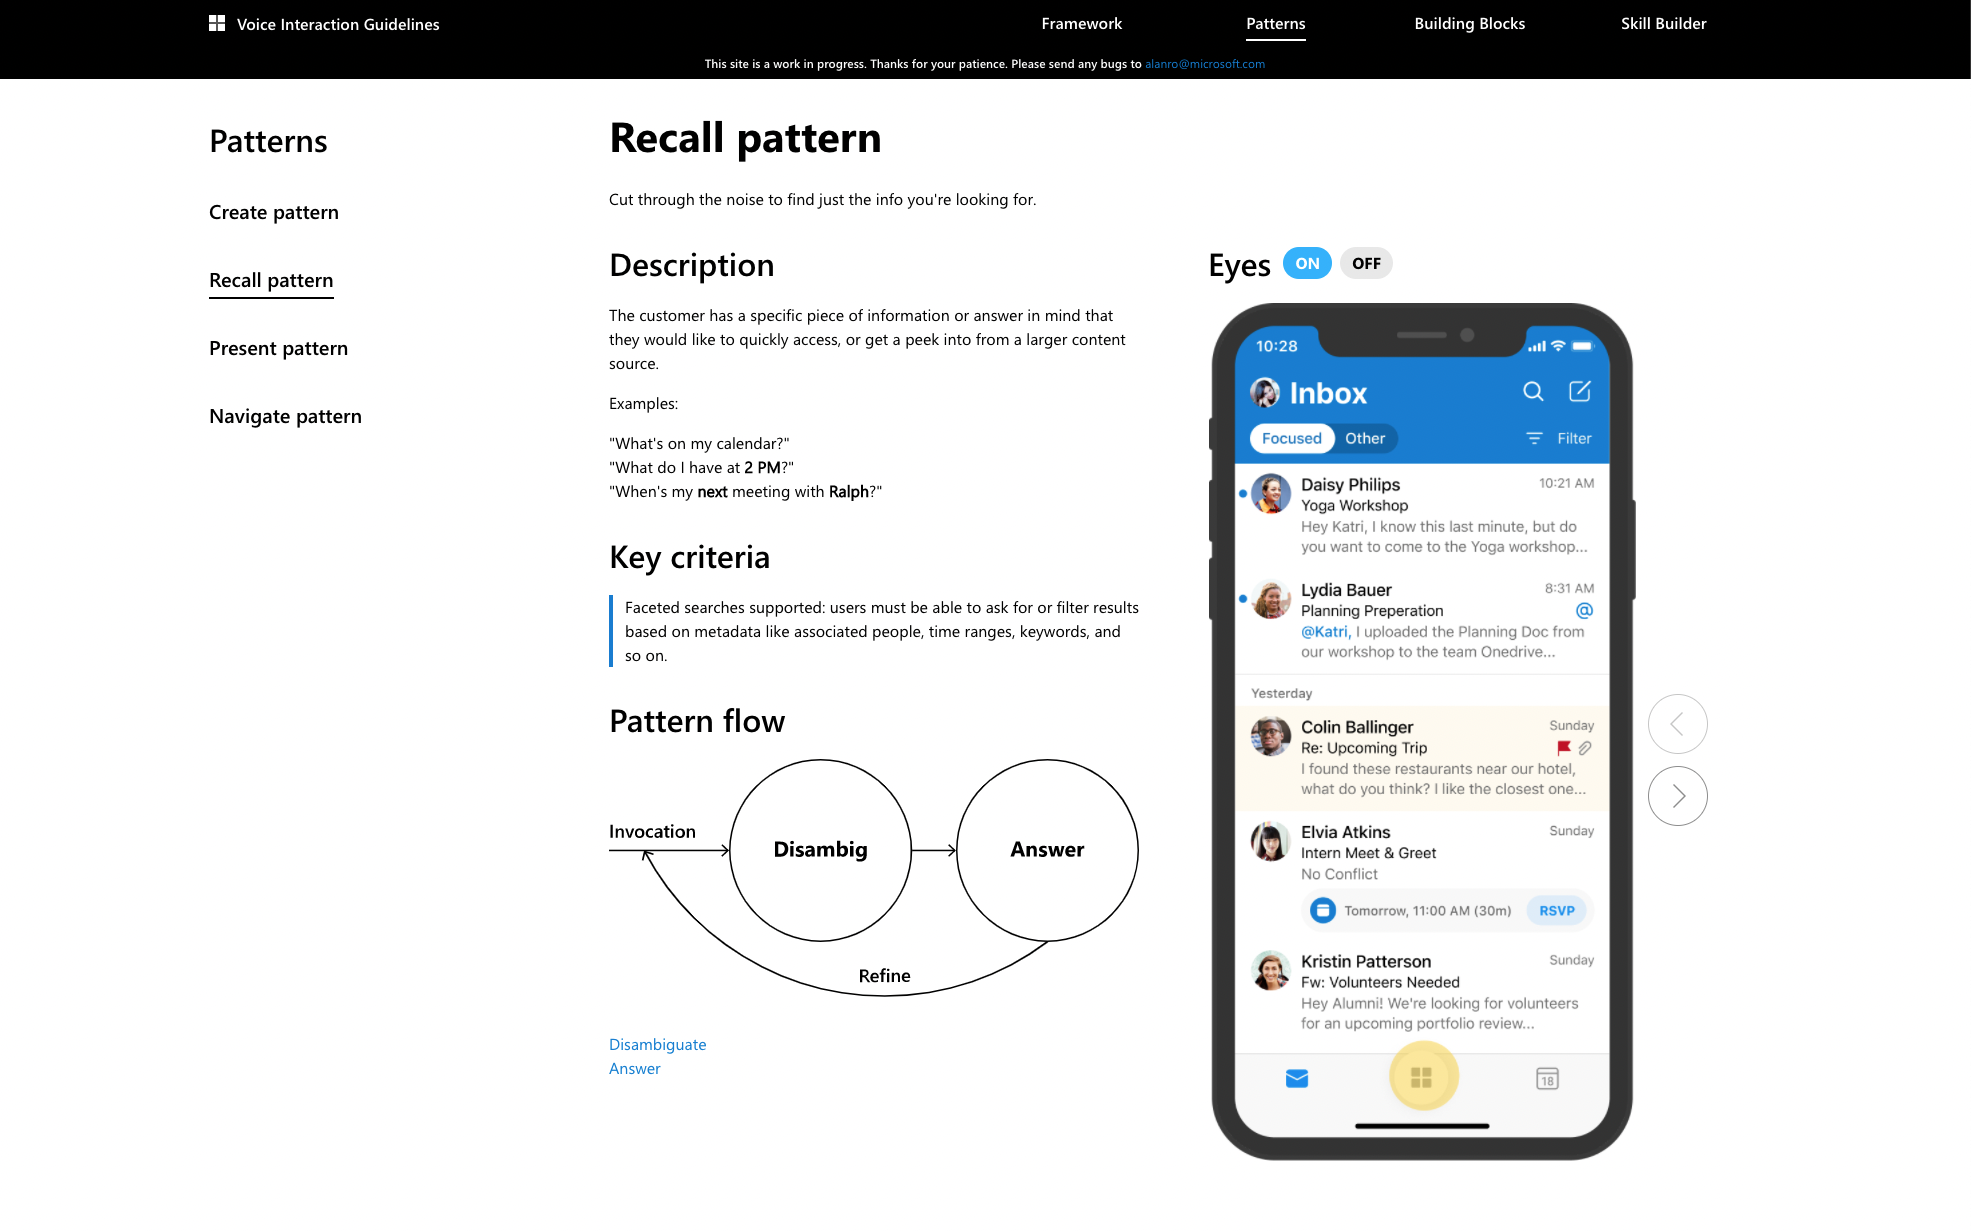 Voice Interaction Guidelines
Framework
Patterns
Building Blocks
Skill Builder
This site is a work in progress. Thanks for your patience. Please send any bugs to alanro@microsoft.com
Patterns
Create pattern
Recall pattern
Present pattern
Navigate pattern
Recall pattern
Cut through the noise to find just the info you're looking for.
Description
The customer has a specific piece of information or answer in mind that
they would like to quickly access, or get a peek into from a larger content
source.
Examples:
"What's on my calendar?"
"What do I have at 2 PM?"
"When's my next meeting with Ralph?"
Key criteria
Faceted searches supported: users must be able to ask for or filter results
based on metadata like associated people, time ranges, keywords, and
so on.
Pattern flow
Invocation
Disambig
Answer
Refine
Disambiguate
Answer
Eyes ON OFF
10:28
Inbox
Focused Other Filter
Daisy Philips 10:21 AM
Yoga Workshop
Hey Katri, I know this last minute, but do
you want to come to the Yoga workshop...
Lydia Bauer 8:31 AM
Planning Preperation @
@Katri, I uploaded the Planning Doc from
our workshop to the team Onedrive...
Yesterday
Colin Ballinger Sunday
Re: Upcoming Trip
I found these restaurants near our hotel,
what do you think? I like the closest one...
Elvia Atkins Sunday
Intern Meet & Greet
No Conflict
Tomorrow, 11:00 AM (30m) RSVP
Kristin Patterson Sunday
Fw: Volunteers Needed
Hey Alumni! We're looking for volunteers
for an upcoming portfolio review...
18